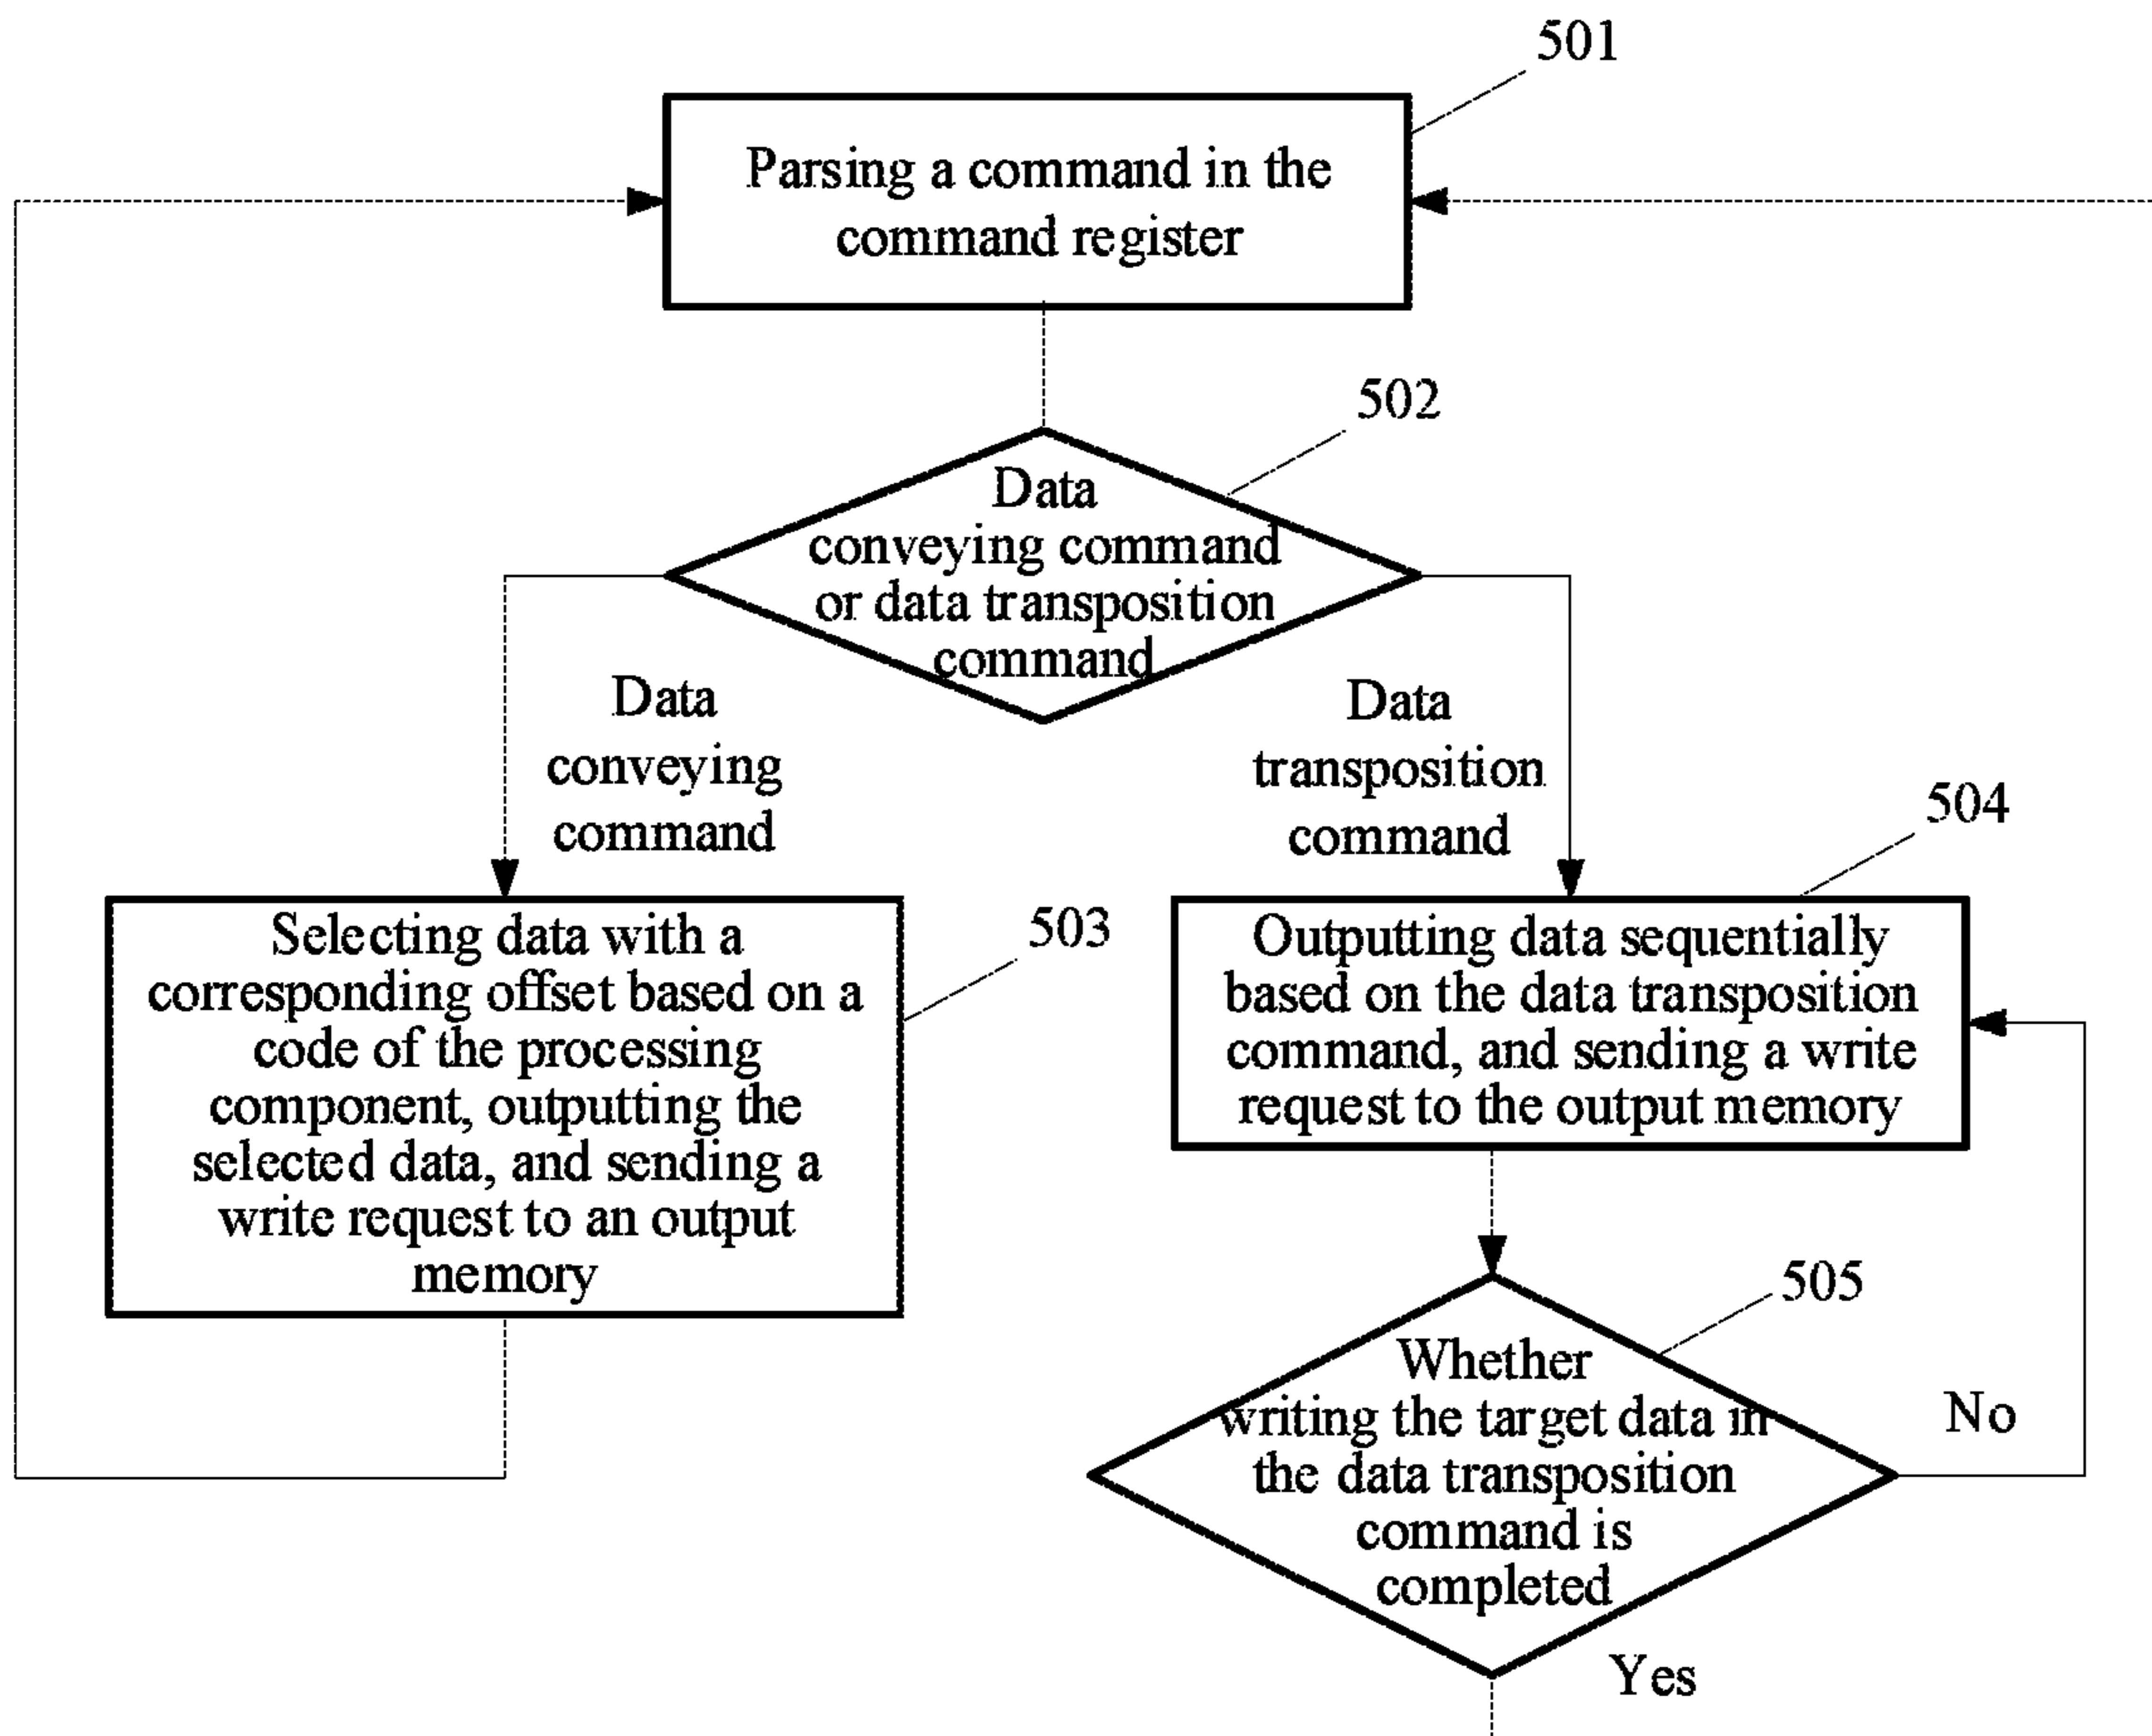 501
Parsing a command in the
command register
502
Data
conveying command
or data transposition
command
Data
conveying
command
Data
transposition
command
504
503
Selecting data with a
corresponding offset based on a
code of the processing
component, outputting the
selected data, and sending a
write request to an output
memory
Outputting data sequentially
based on the data transposition
command, and sending a write
request to the output memory
505
Whether
writing the target data in
the data transposition
command is
completed
No
Yes